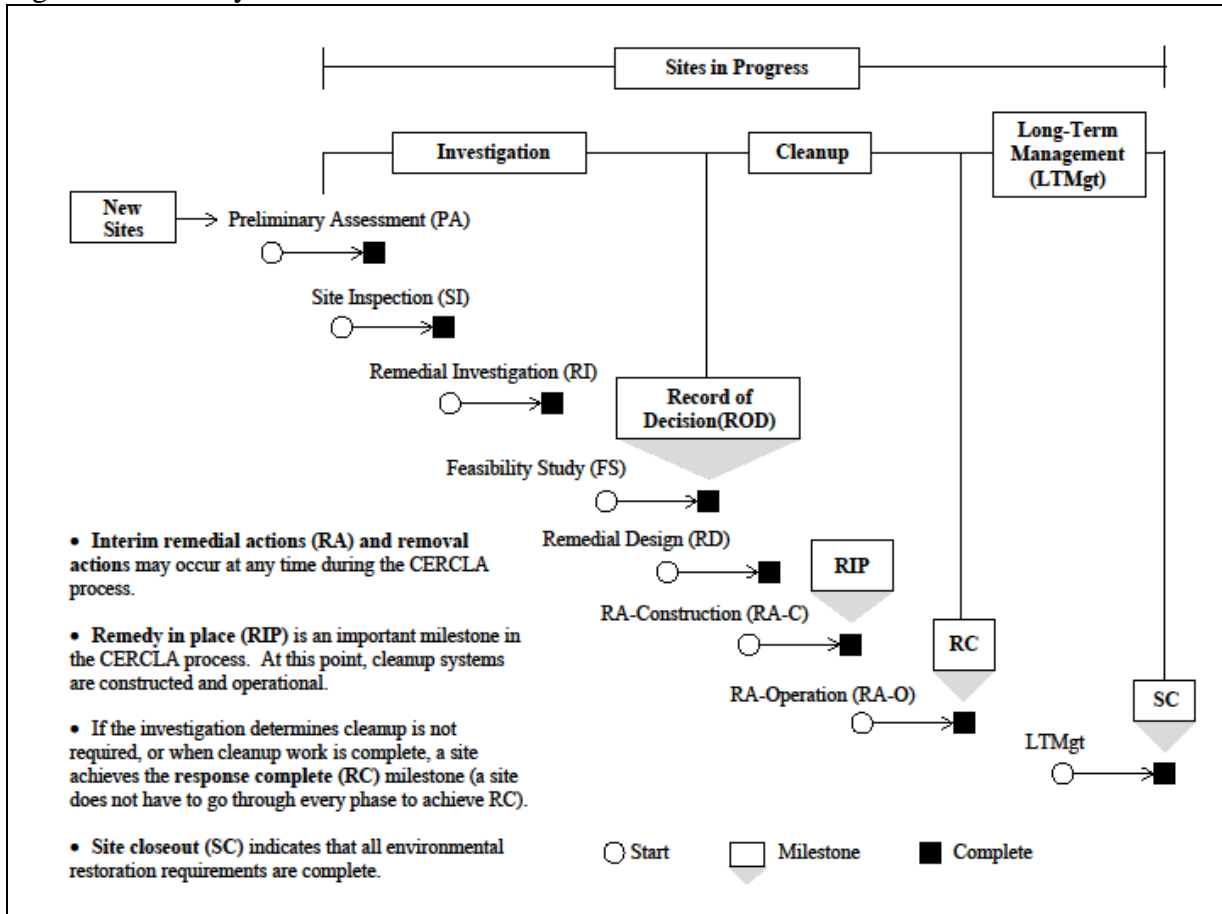 Sites in Progress
Investigation
Cleanup
Long-Term
Management
(LTMgt)
New
Sites
Preliminary Assessment (PA)
Site Inspection (SI)
Remedial Investigation (RI)
Record of
Decision(ROD)
Feasibility Study (FS)
Remedial Design (RD)
RIP
RA-Construction (RA-C)
RC
RA-Operation (RA-O)
SC
LTMgt
• Interim remedial actions (RA) and removal
actions may occur at any time during the CERCLA
process.
• Remedy in place (RIP) is an important milestone in
the CERCLA process. At this point, cleanup systems
are constructed and operational.
• If the investigation determines cleanup is not
required, or when cleanup work is complete, a site
achieves the response complete (RC) milestone (a site
does not have to go through every phase to achieve RC).
• Site closeout (SC) indicates that all environmental
restoration requirements are complete.
Start
Milestone
Complete